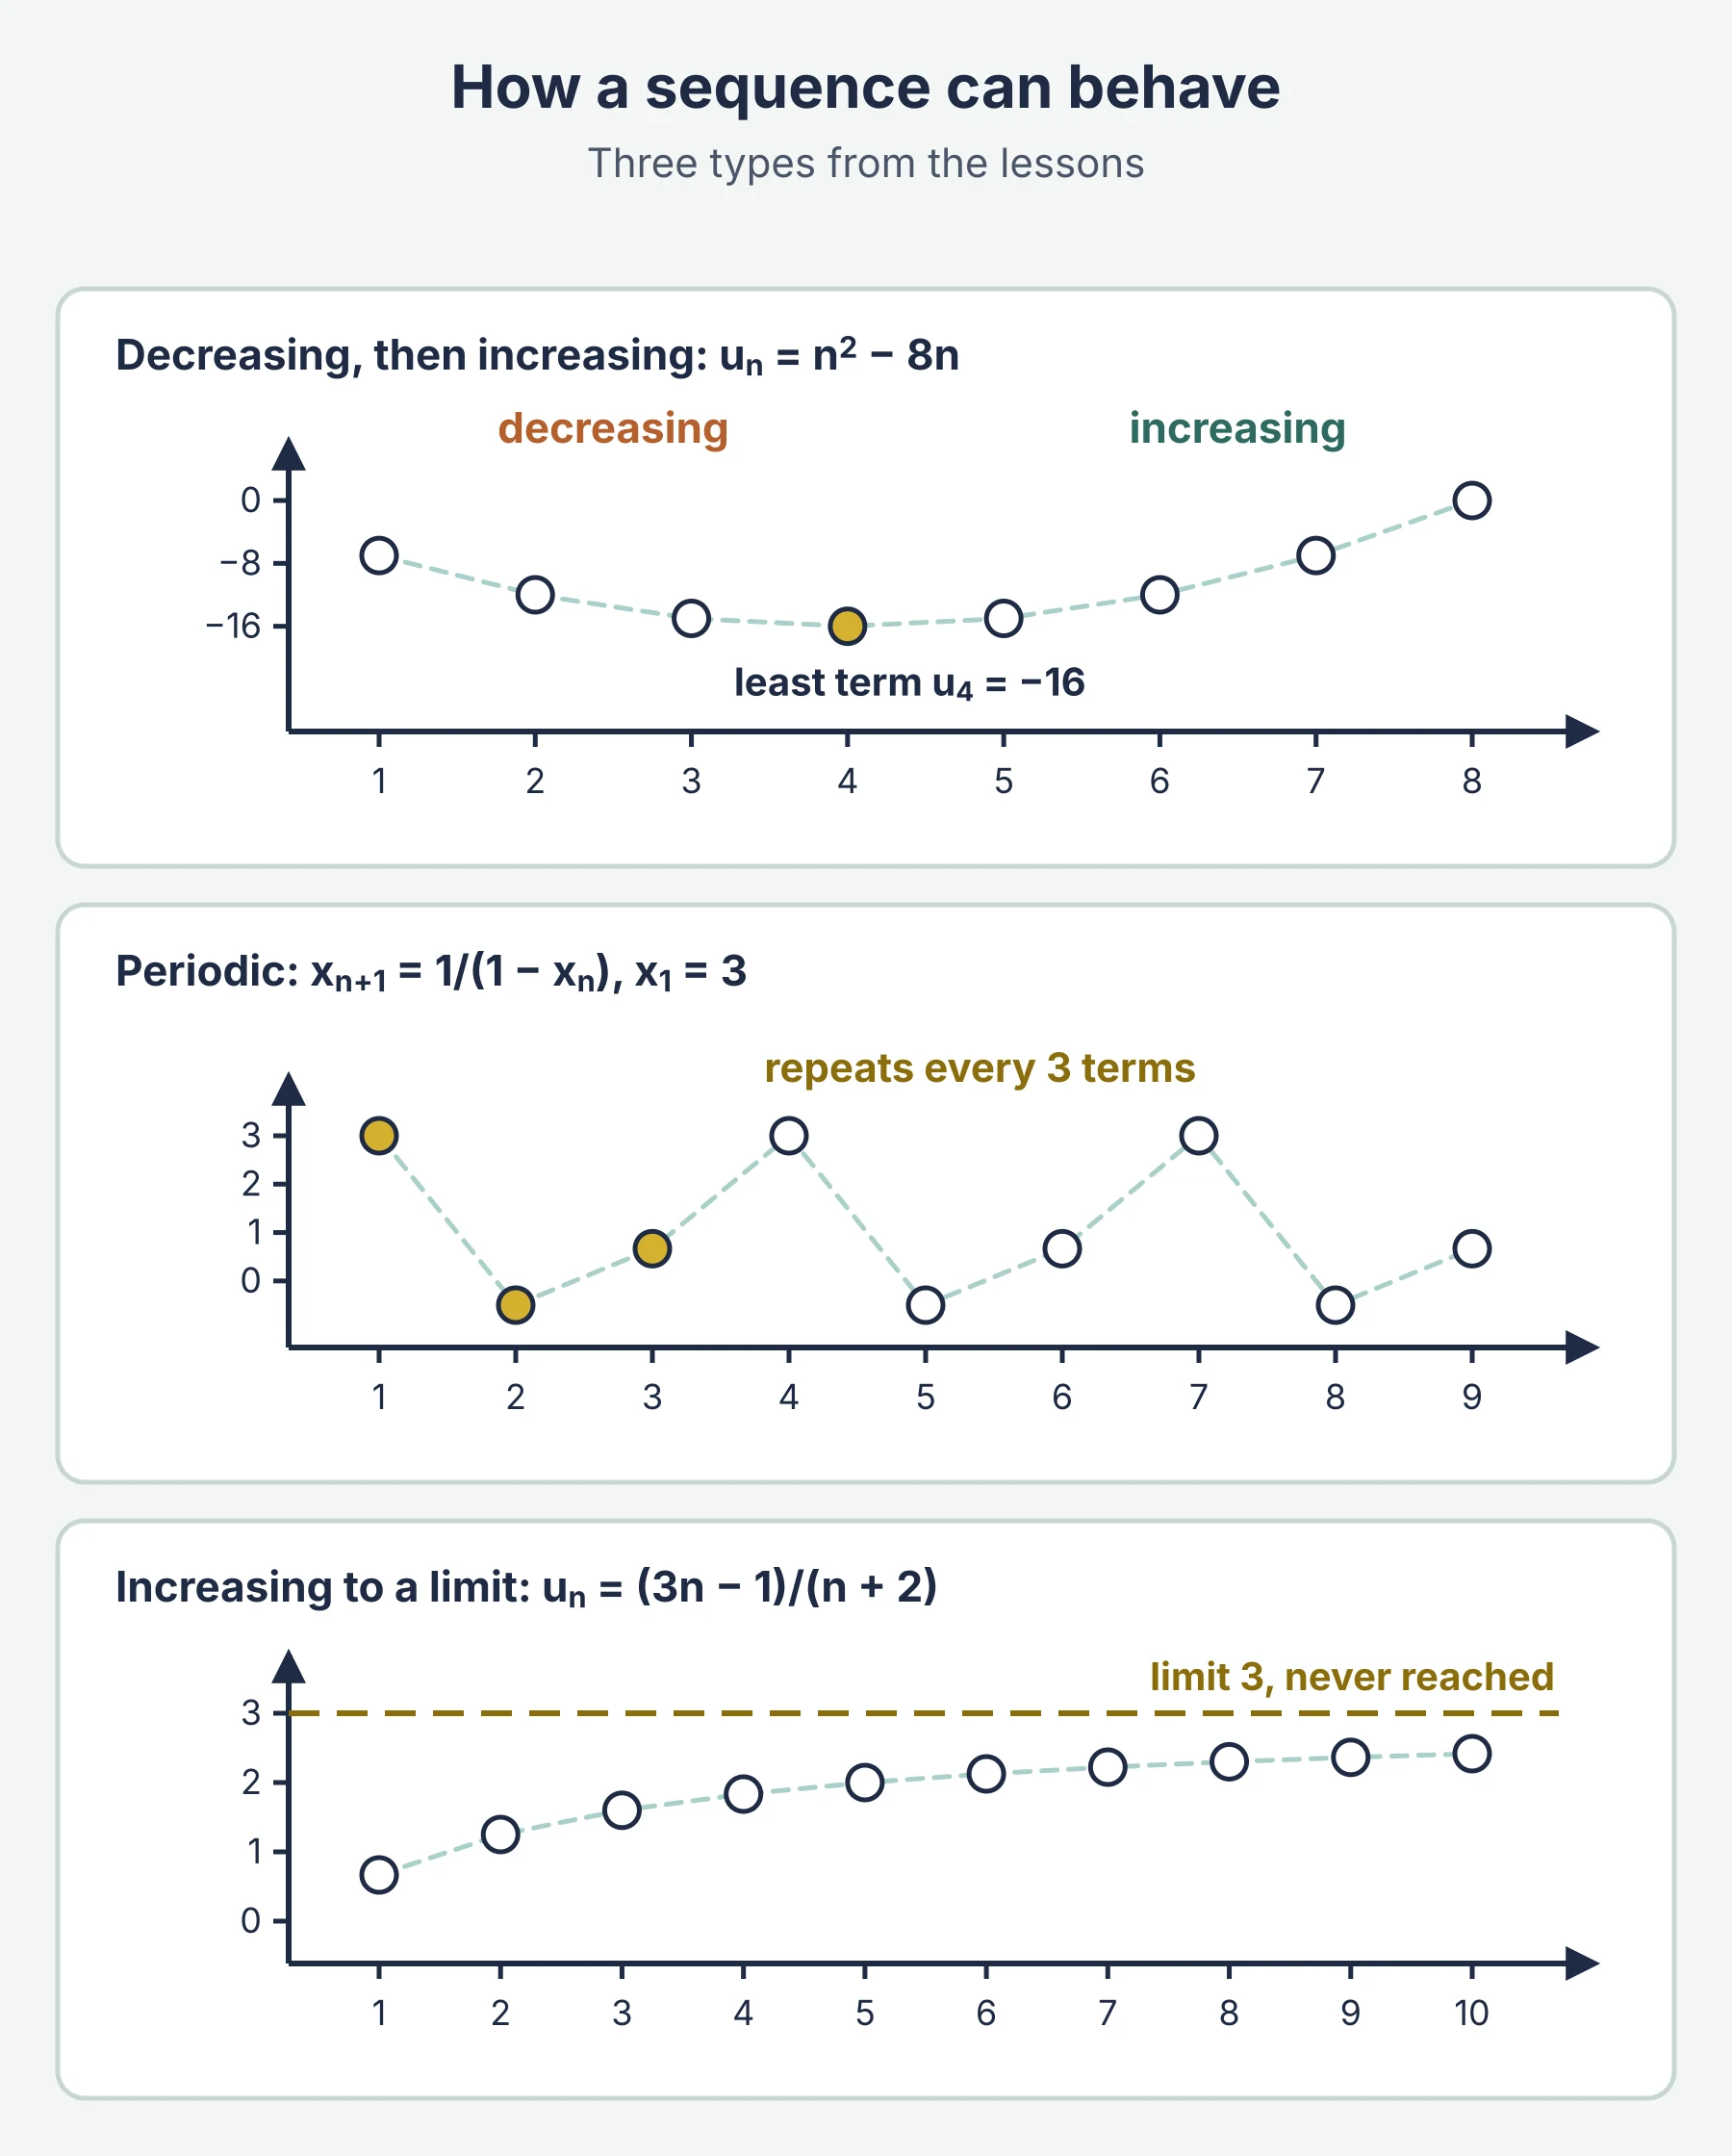 How a sequence can behave
Three types from the lessons
Decreasing, then increasing: uₙ = n² − 8n
decreasing
increasing
0
−8
−16
least term u₄ = −16
1 2 3 4 5 6 7 8
Periodic: xₙ₊₁ = 1/(1 − xₙ), x₁ = 3
repeats every 3 terms
3
2
1
0
1 2 3 4 5 6 7 8 9
Increasing to a limit: uₙ = (3n − 1)/(n + 2)
limit 3, never reached
3
2
1
0
1 2 3 4 5 6 7 8 9 10